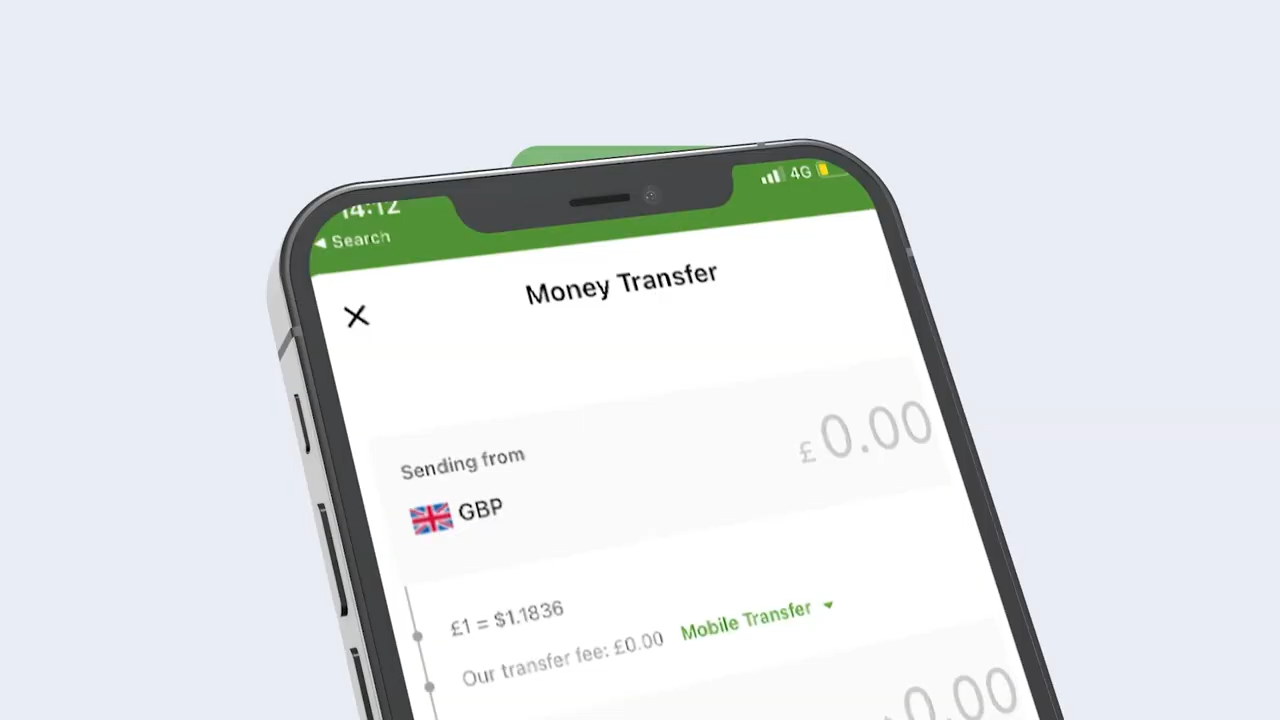 14:12
4G
◀ Search
Money Transfer
Sending from
£ 0.00
GBP
£1 = $1.1836
Our transfer fee: £0.00 Mobile Transfer
0.00